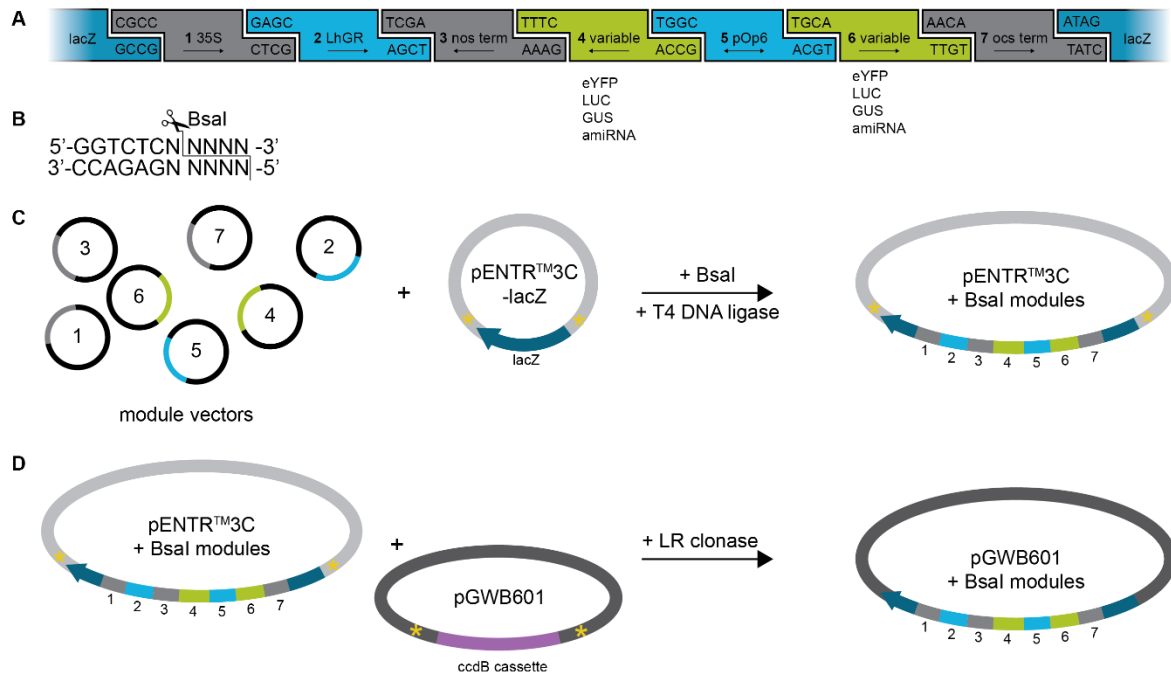 A
CGCC GAGC TCGA TTTC TGGC TGCA AACA ATAG
lacZ 1 35S 2 LhGR 3 nos term 4 variable 5 pOp6 6 variable 7 ocs term lacZ
GCCG CTCG AGCT AAAG ACCG ACGT TTGT TATC
eYFP
LUC
GUS
amiRNA
eYFP
LUC
GUS
amiRNA
B
BsaI
5'-GGTCTCN NNNN -3'
3'-CCAGAGN NNNN -5'
C
3
7
2
6
4
1
5
module vectors
+
pENTR™3C
-lacZ
* *
lacZ
+ BsaI
+ T4 DNA ligase
pENTR™3C
+ BsaI modules
* *
1 2 3 4 5 6 7
D
pENTR™3C
+ BsaI modules
* *
1 2 3 4 5 6 7
+
pGWB601
* *
ccdB cassette
+ LR clonase
pGWB601
+ BsaI modules
1 2 3 4 5 6 7